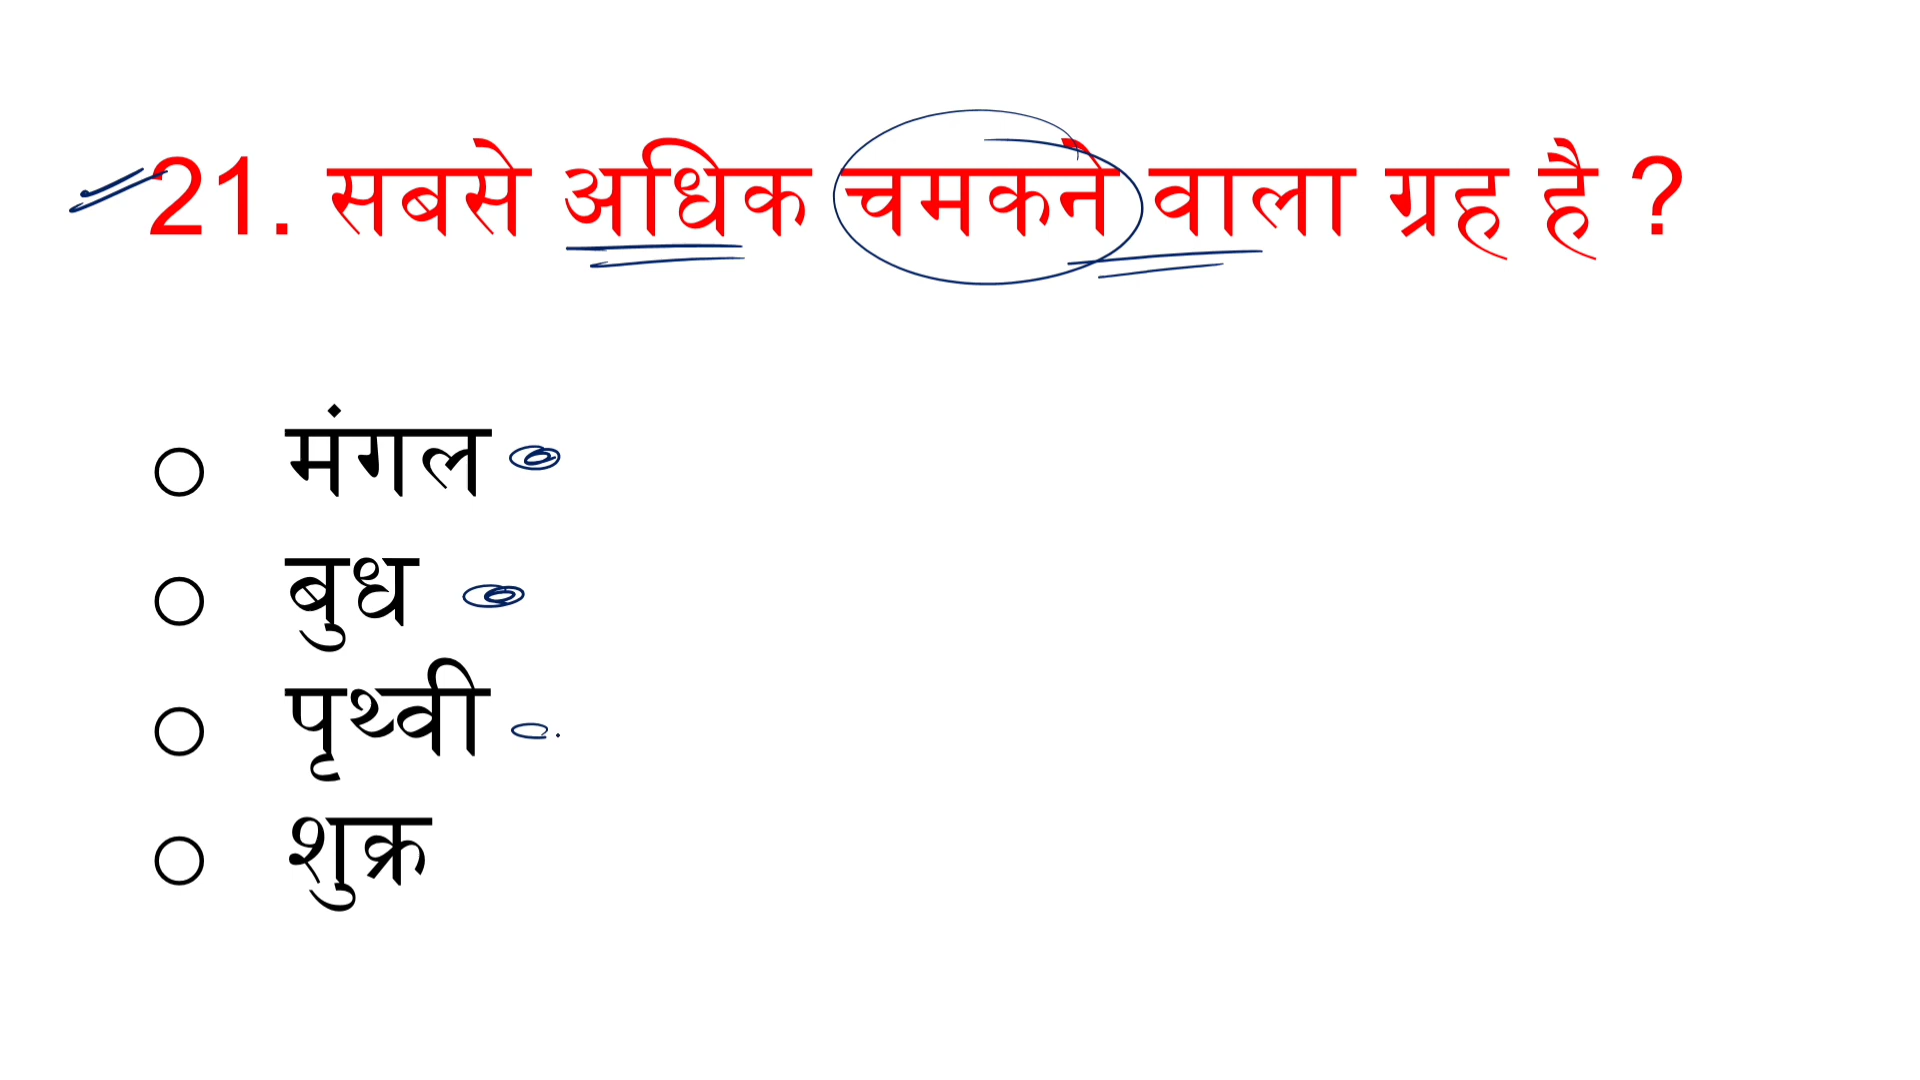 21. सबसे अधिक चमकने वाला ग्रह है ?
मंगल
बुध
पृथ्वी
शुक्र